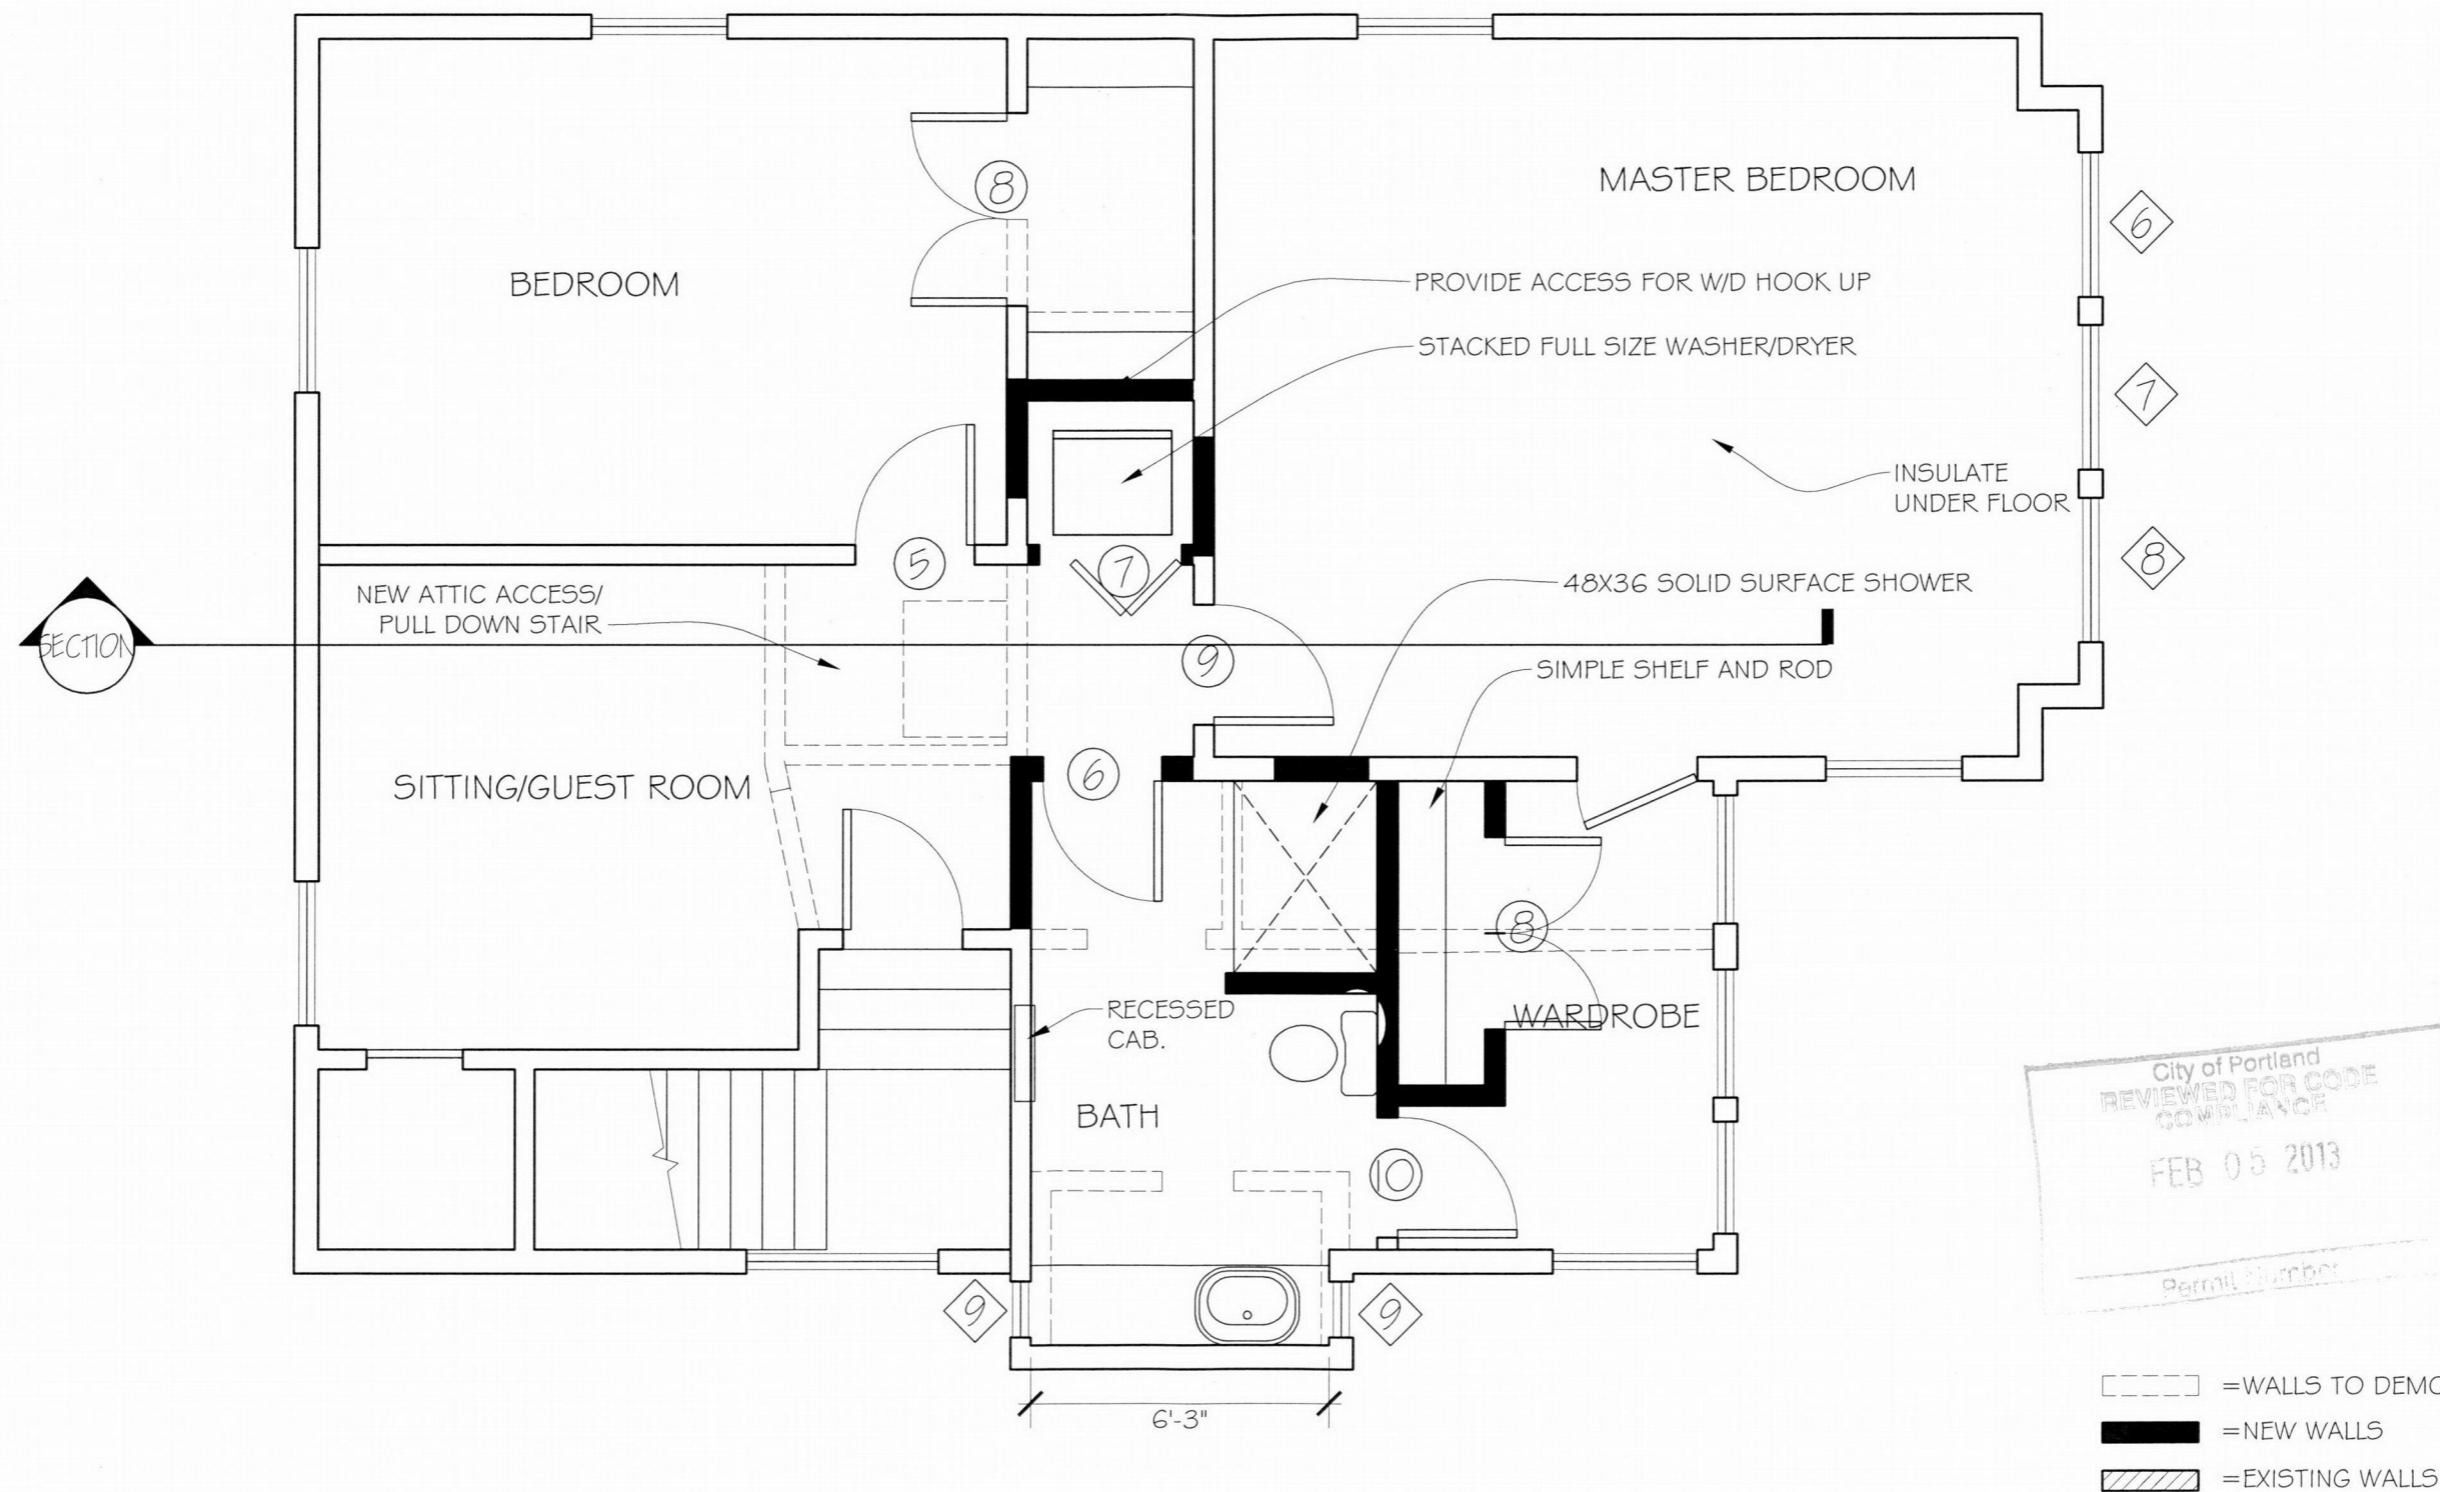 MASTER BEDROOM
8
6
BEDROOM
PROVIDE ACCESS FOR W/D HOOK UP
STACKED FULL SIZE WASHER/DRYER
7
INSULATE
UNDER FLOOR
5
7
8
NEW ATTIC ACCESS/
PULL DOWN STAIR
48X36 SOLID SURFACE SHOWER
SECTION
9
SIMPLE SHELF AND ROD
SITTING/GUEST ROOM
6
8
RECESSED
CAB.
WARDROBE
BATH
10
City of Portland
REVIEWED FOR CODE
COMPLIANCE
FEB 05 2013
Permit Number
9
9
6'-3"
=WALLS TO DEMO
=NEW WALLS
=EXISTING WALLS